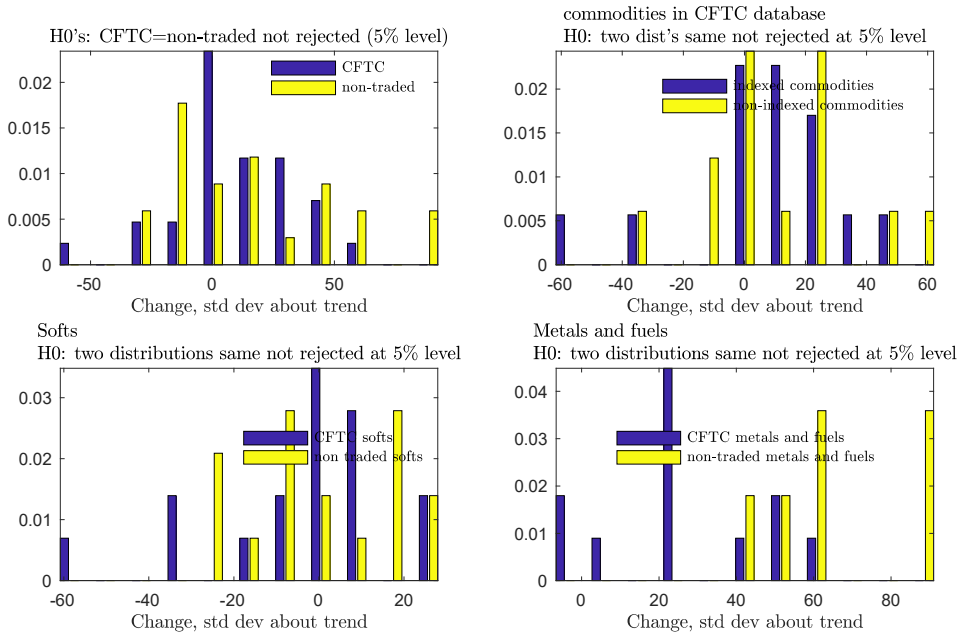 H0's: CFTC=non-traded not rejected (5% level)
0.02
0.015
0.01
0.005
0
-50
0
50
CFTC
non-traded
Change, std dev about trend
commodities in CFTC database
H0: two dist's same not rejected at 5% level
0.02
0.015
0.01
0.005
0
-60
-40
-20
0
20
40
60
indexed commodities
non-indexed commodities
Change, std dev about trend
Softs
H0: two distributions same not rejected at 5% level
0.03
0.02
0.01
0
-60
-40
-20
0
20
CFTC softs
non traded softs
Change, std dev about trend
Metals and fuels
H0: two distributions same not rejected at 5% level
0.04
0.03
0.02
0.01
0
0
20
40
60
80
CFTC metals and fuels
non-traded metals and fuels
Change, std dev about trend